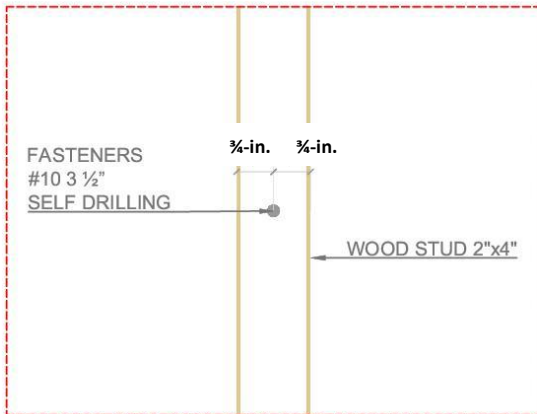 ¾-in. ¾-in.
FASTENERS
#10 3 ½"
SELF DRILLING
WOOD STUD 2"x4"